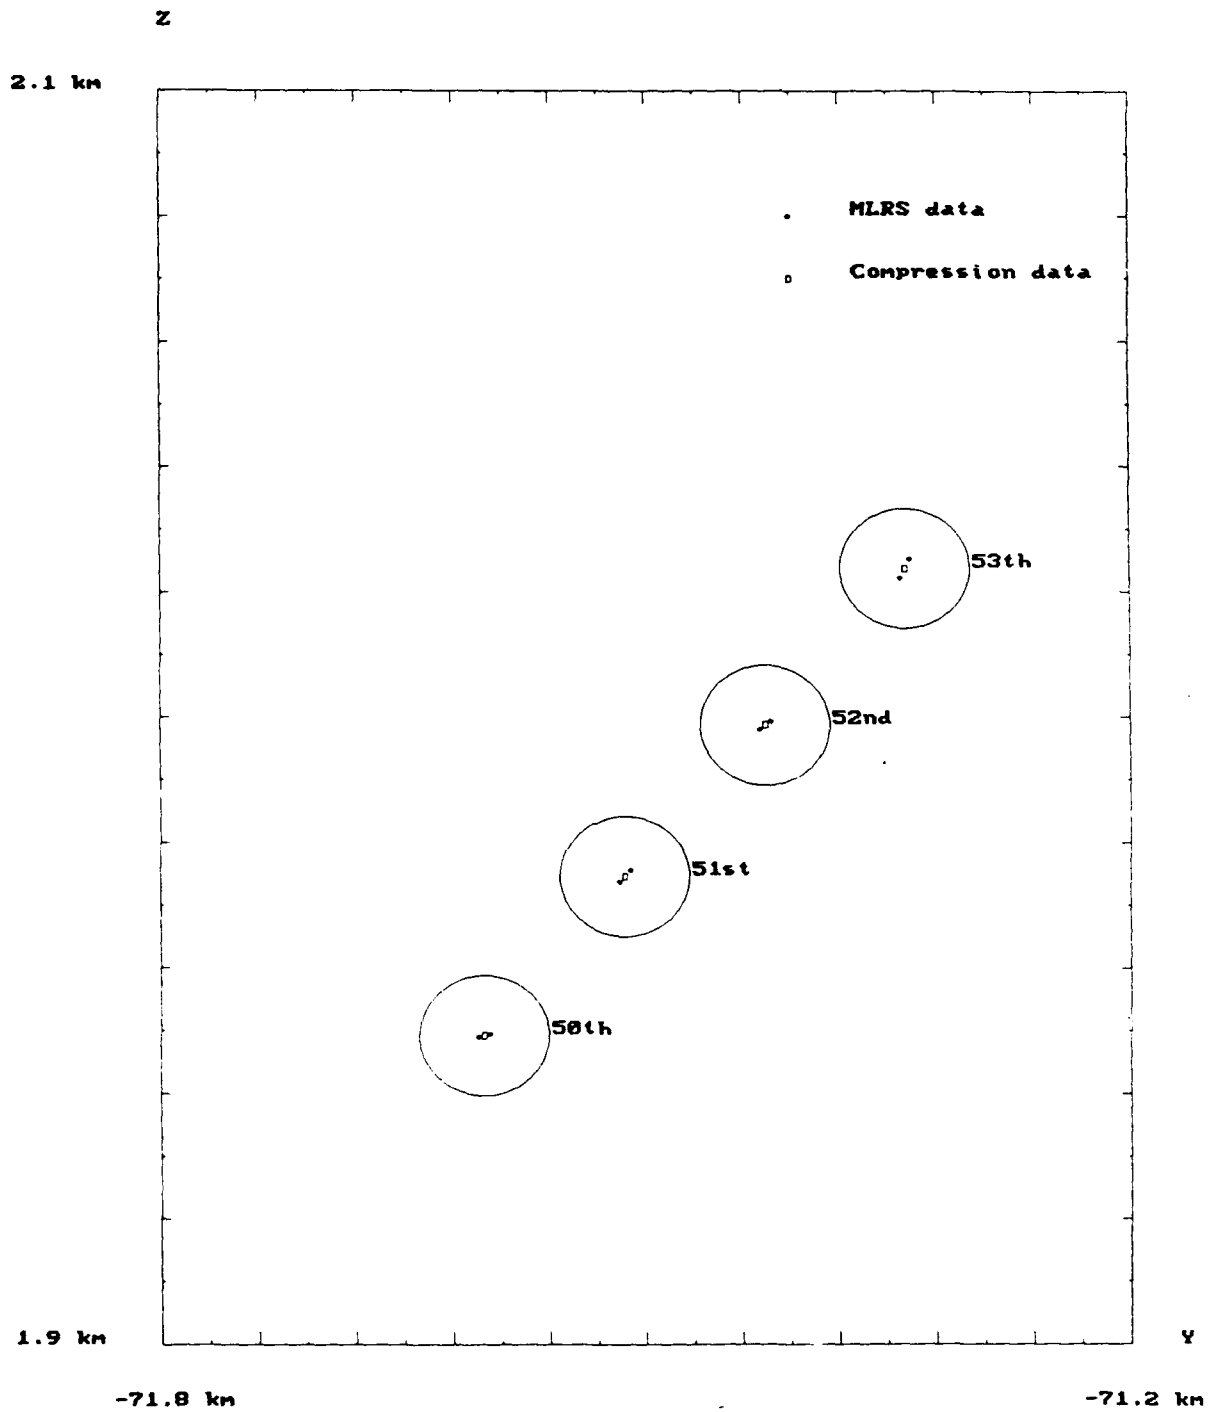 Z
2.1 km
MLRS data
Compression data
53th
52nd
51st
50th
1.9 km
Y
-71.8 km
-71.2 km